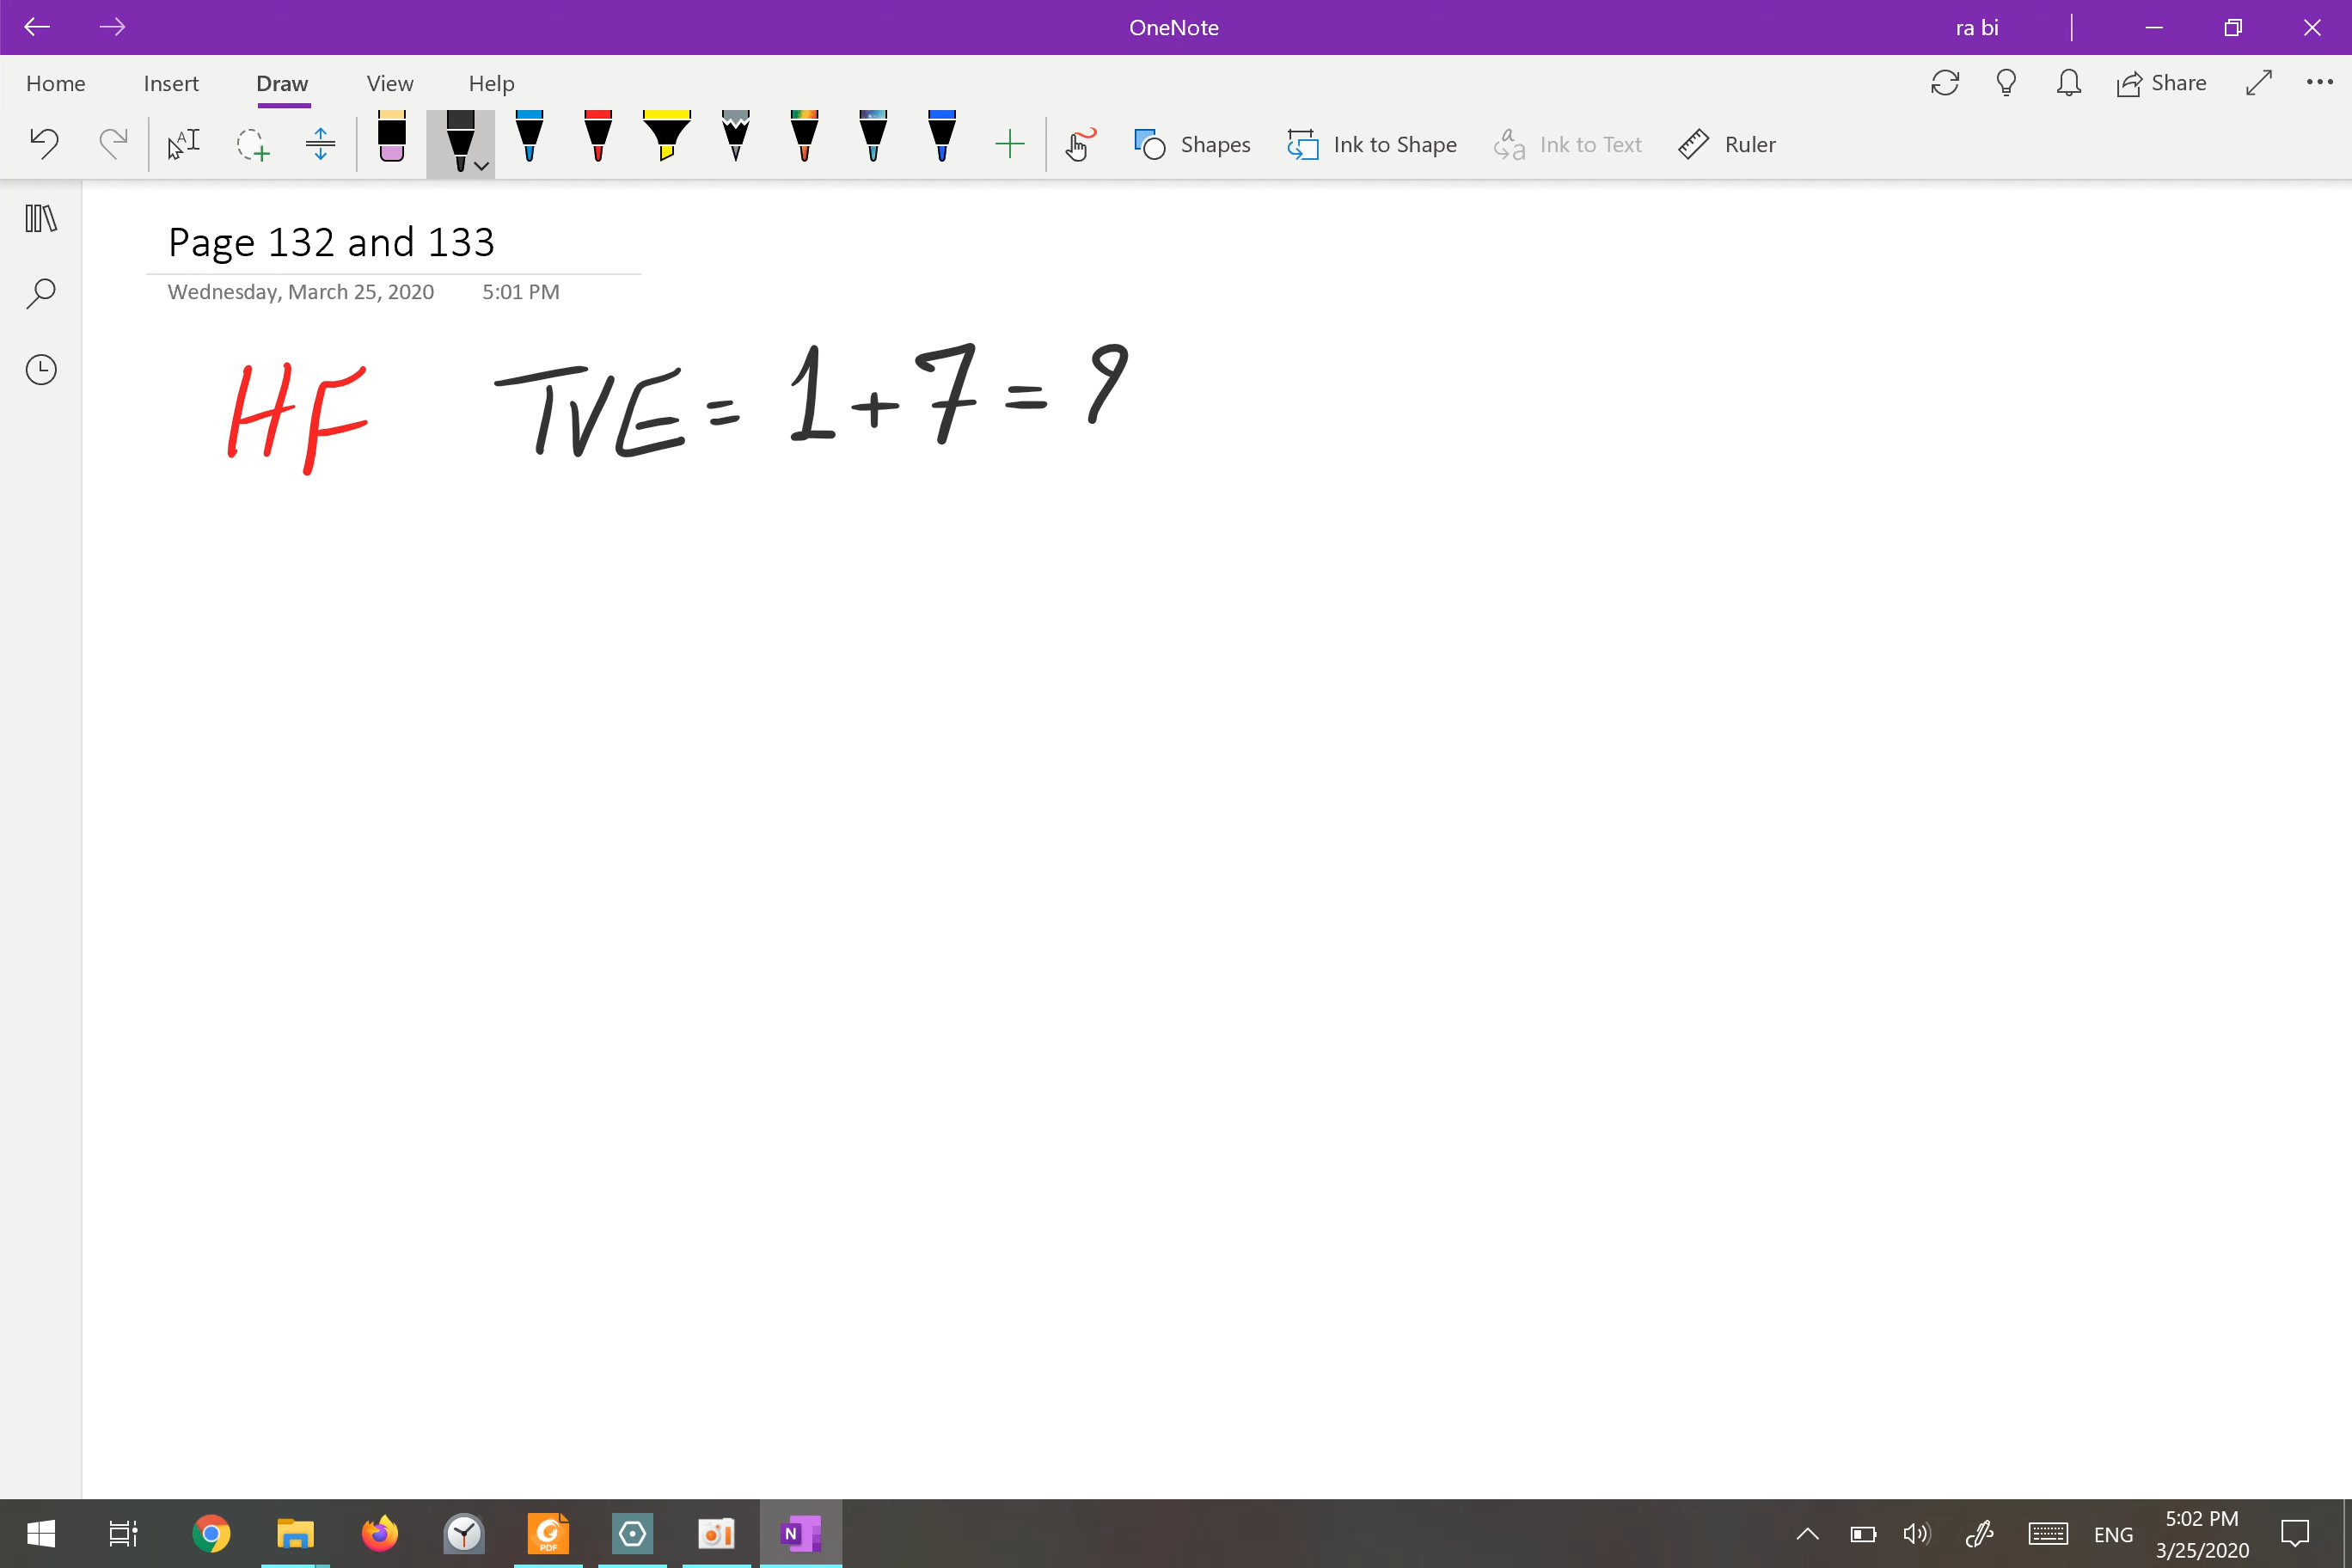 OneNote
ra bi
Home Insert Draw View Help
Share
Shapes Ink to Shape Ink to Text Ruler
Page 132 and 133
Wednesday, March 25, 2020 5:01 PM
HF TVE = 1 + 7 = 9
ENG
5:02 PM
3/25/2020